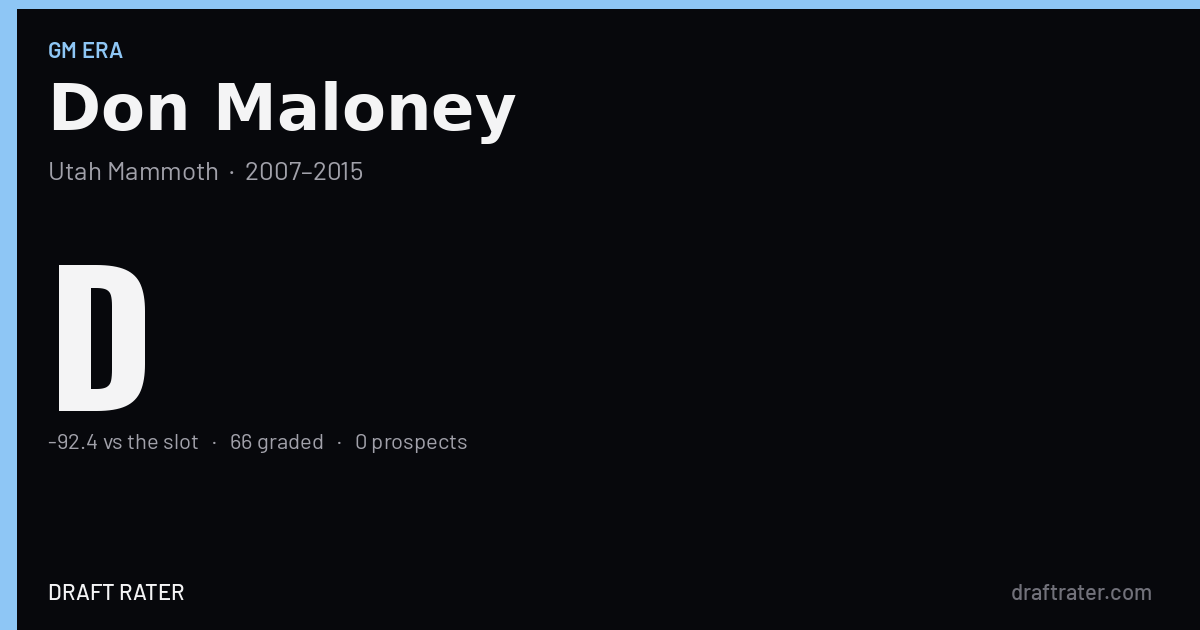 GM ERA
Don Maloney
Utah Mammoth · 2007–2015
D
-92.4 vs the slot · 66 graded · 0 prospects
DRAFT RATER
draftrater.com